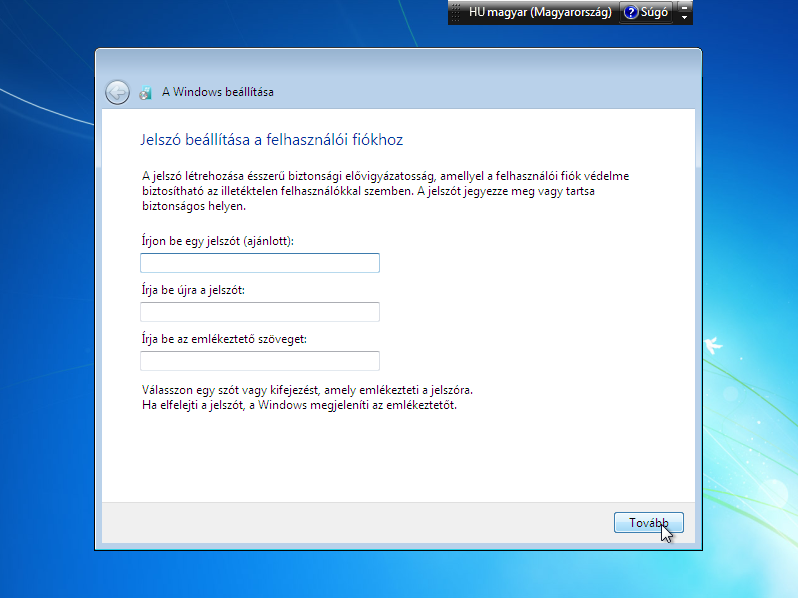 HU magyar (Magyarország) ? Súgó
A Windows beállítása
Jelszó beállítása a felhasználói fiókhoz
A jelszó létrehozása ésszerű biztonsági elővigyázatosság, amellyel a felhasználói fiók védelme
biztosítható az illetéktelen felhasználókkal szemben. A jelszót jegyezze meg vagy tartsa
biztonságos helyen.
Írjon be egy jelszót (ajánlott):
Írja be újra a jelszót:
Írja be az emlékeztető szöveget:
Válasszon egy szót vagy kifejezést, amely emlékezteti a jelszóra.
Ha elfelejti a jelszót, a Windows megjeleníti az emlékeztetőt.
Tovább